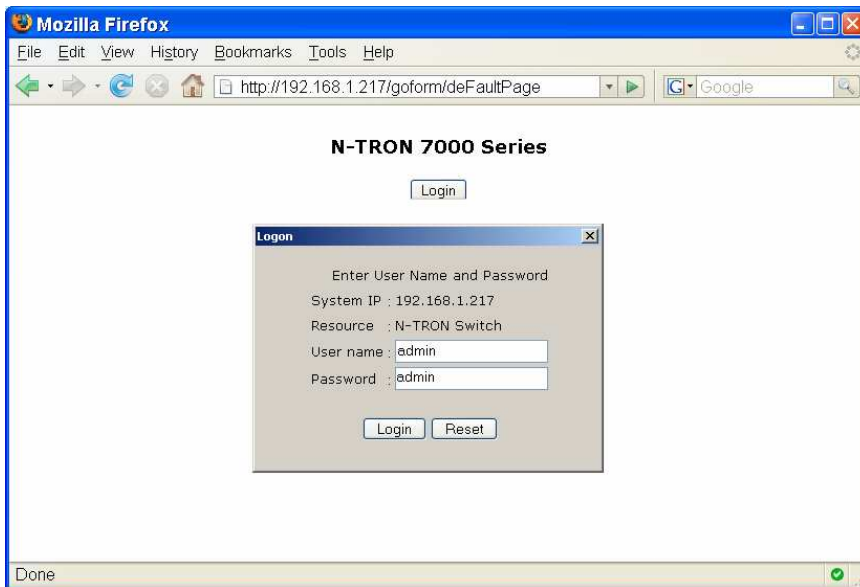 Mozilla Firefox
File Edit View History Bookmarks Tools Help
http://192.168.1.217/goform/deFaultPage
G Google
N-TRON 7000 Series
Login
Logon
Enter User Name and Password
System IP : 192.168.1.217
Resource : N-TRON Switch
User name : admin
Password : admin
Login Reset
Done